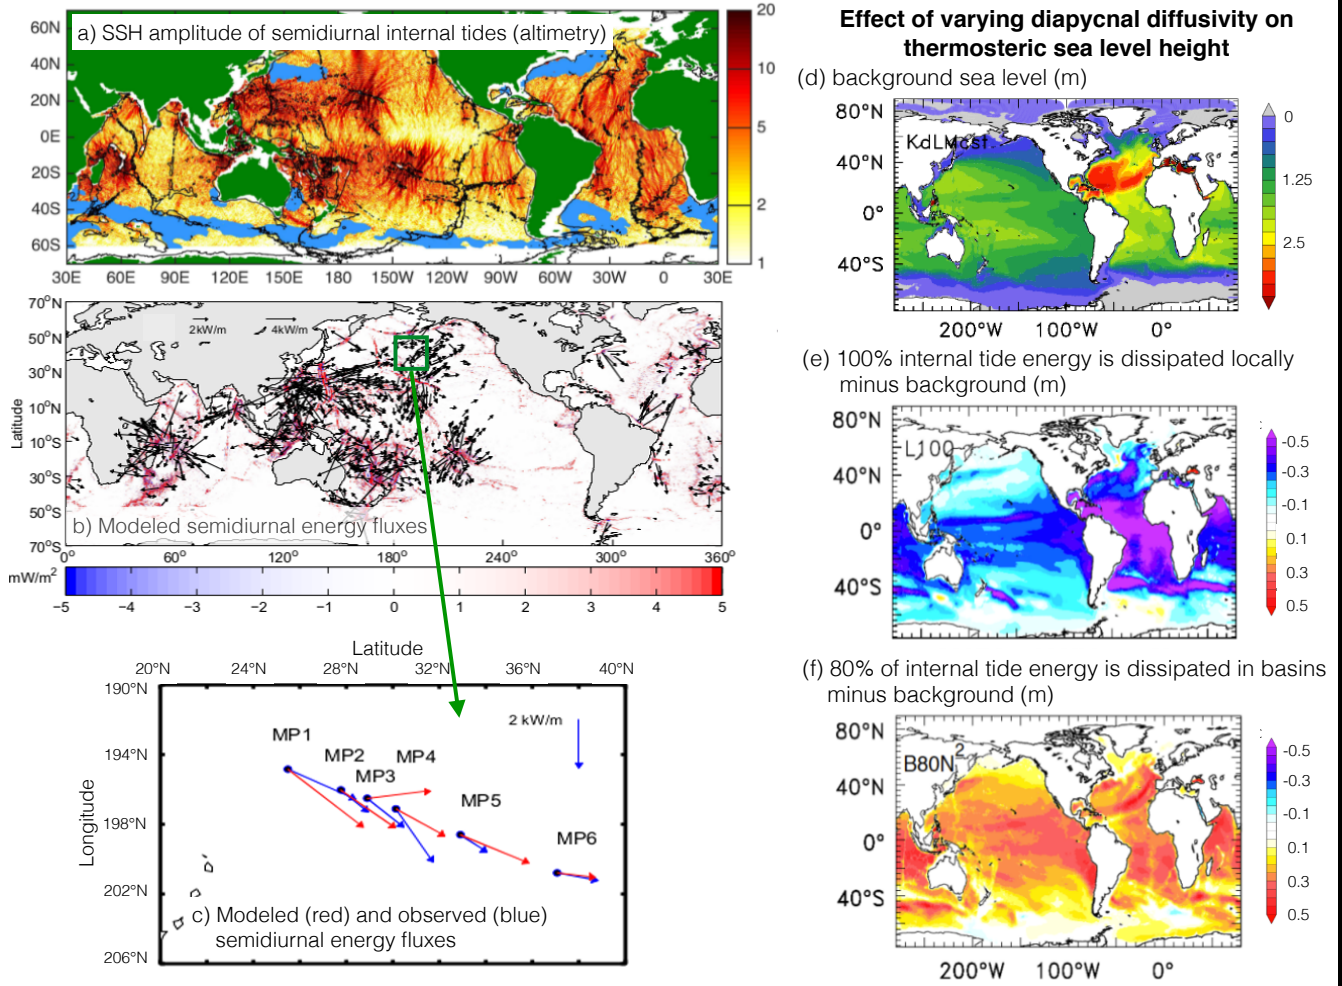 a) SSH amplitude of semidiurnal internal tides (altimetry)
60N
40N
20N
0E
20S
40S
60S
30E 60E 90E 120E 150E 180 150W 120W 90W 60W 30W 0 30E
20
10
5
2
1
70°N
50°N
30°N
10°N
10°S
30°S
50°S
70°S
Latitude
2kW/m
4kW/m
b) Modeled semidiurnal energy fluxes
0° 60° 120° 180° 240° 300° 360°
mW/m²
−5 −4 −3 −2 −1 0 1 2 3 4 5
Latitude
20°N 24°N 28°N 32°N 36°N 40°N
190°N
194°N
198°N
202°N
206°N
Longitude
2 kW/m
MP1
MP2
MP3
MP4
MP5
MP6
c) Modeled (red) and observed (blue)
semidiurnal energy fluxes
Effect of varying diapycnal diffusivity on
thermosteric sea level height
(d) background sea level (m)
80°N
40°N
0°
40°S
200°W 100°W 0°
0
1.25
2.5
(e) 100% internal tide energy is dissipated locally
minus background (m)
80°N
40°N
0°
40°S
L100
-0.5
-0.3
-0.1
0.1
0.3
0.5
(f) 80% of internal tide energy is dissipated in basins
minus background (m)
80°N
40°N
0°
40°S
B80N²
200°W 100°W 0°
-0.5
-0.3
-0.1
0.1
0.3
0.5